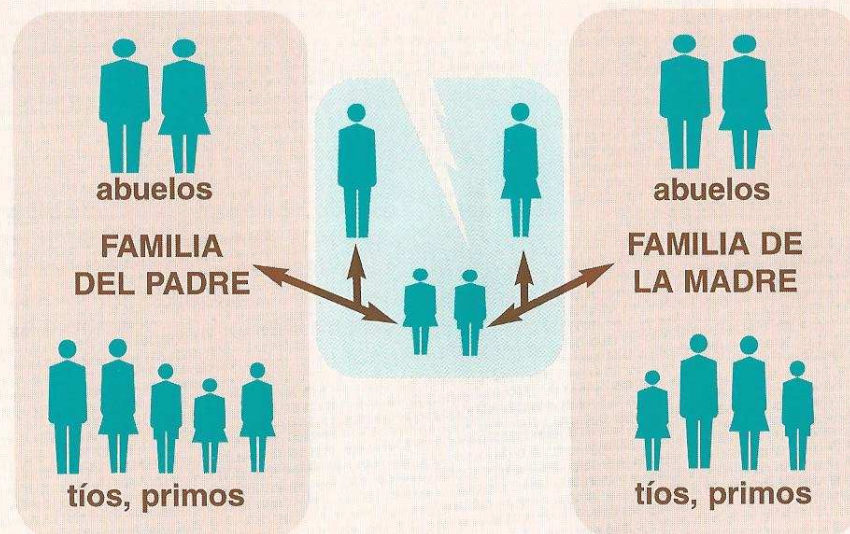 abuelos
FAMILIA
DEL PADRE
tíos, primos
abuelos
FAMILIA DE
LA MADRE
tíos, primos